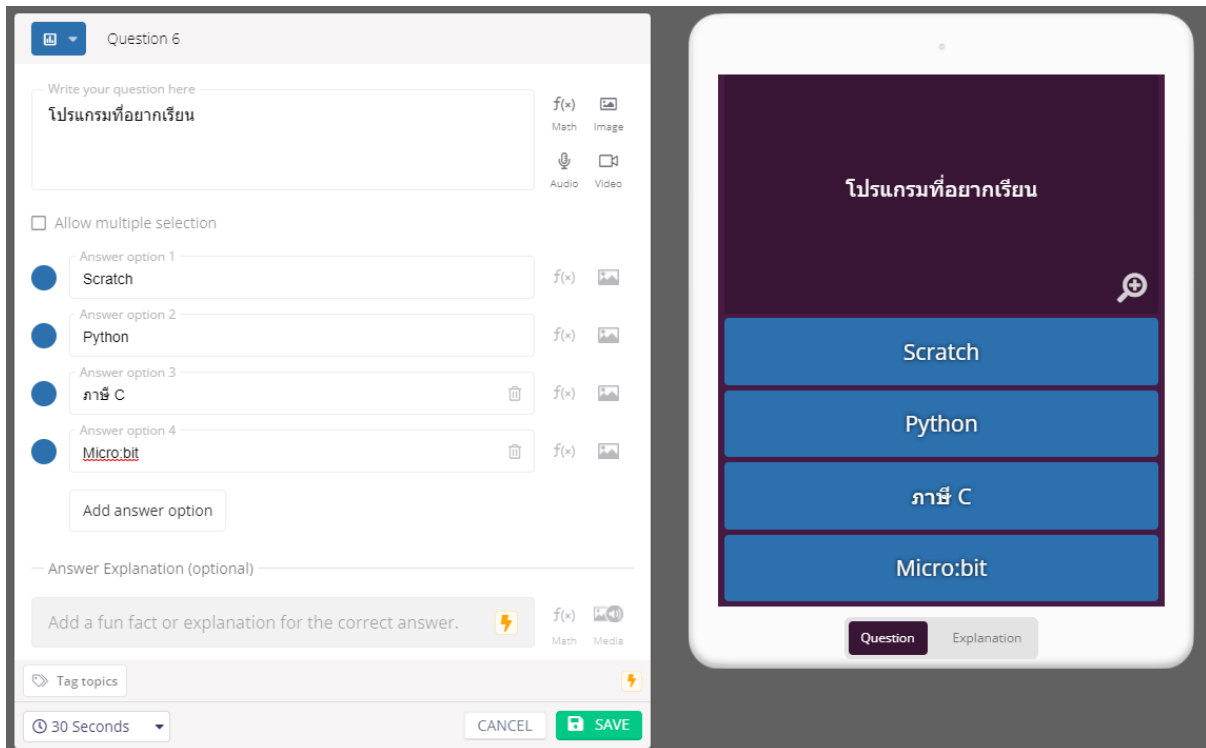 Question 6
Write your question here
โปรแกรมที่อยากเรียน
f(x)
Math
Image
Audio
Video
Allow multiple selection
Answer option 1
Scratch
f(x)
Answer option 2
Python
f(x)
Answer option 3
ภาษี C
f(x)
Answer option 4
Micro:bit
f(x)
Add answer option
Answer Explanation (optional)
Add a fun fact or explanation for the correct answer.
f(x)
Math
Media
Tag topics
30 Seconds
CANCEL
SAVE
โปรแกรมที่อยากเรียน
Scratch
Python
ภาษี C
Micro:bit
Question
Explanation